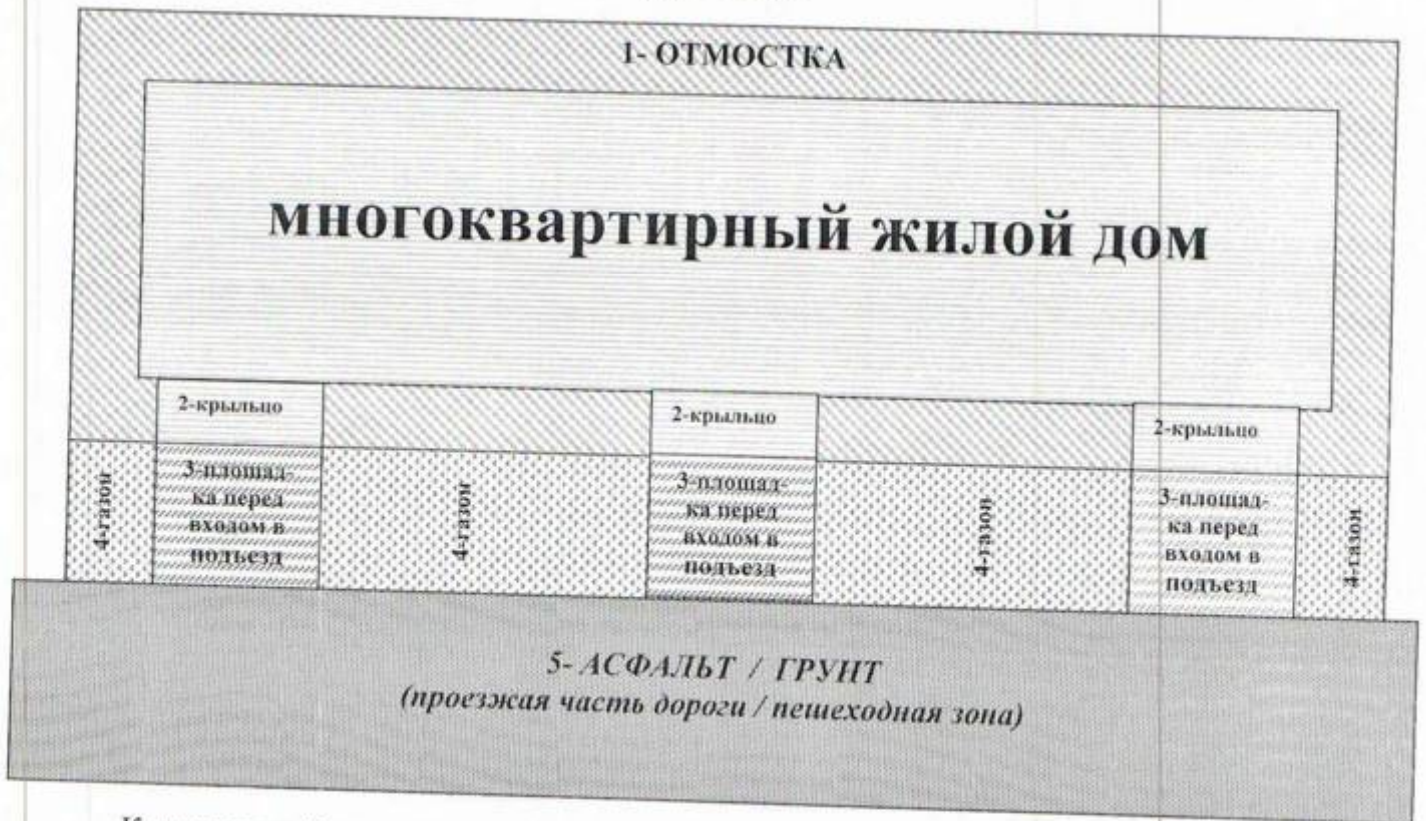 1- ОТМОСТКА
многоквартирный жилой дом
2-крыльцо
2-крыльцо
2-крыльцо
4-газон
3-площад-
ка перед
входом в
подъезд
4-газон
3-площад-
ка перед
входом в
подъезд
4-газон
3-площад-
ка перед
входом в
подъезд
4-газон
5- АСФАЛЬТ / ГРУНТ
(проезжая часть дороги / пешеходная зона)